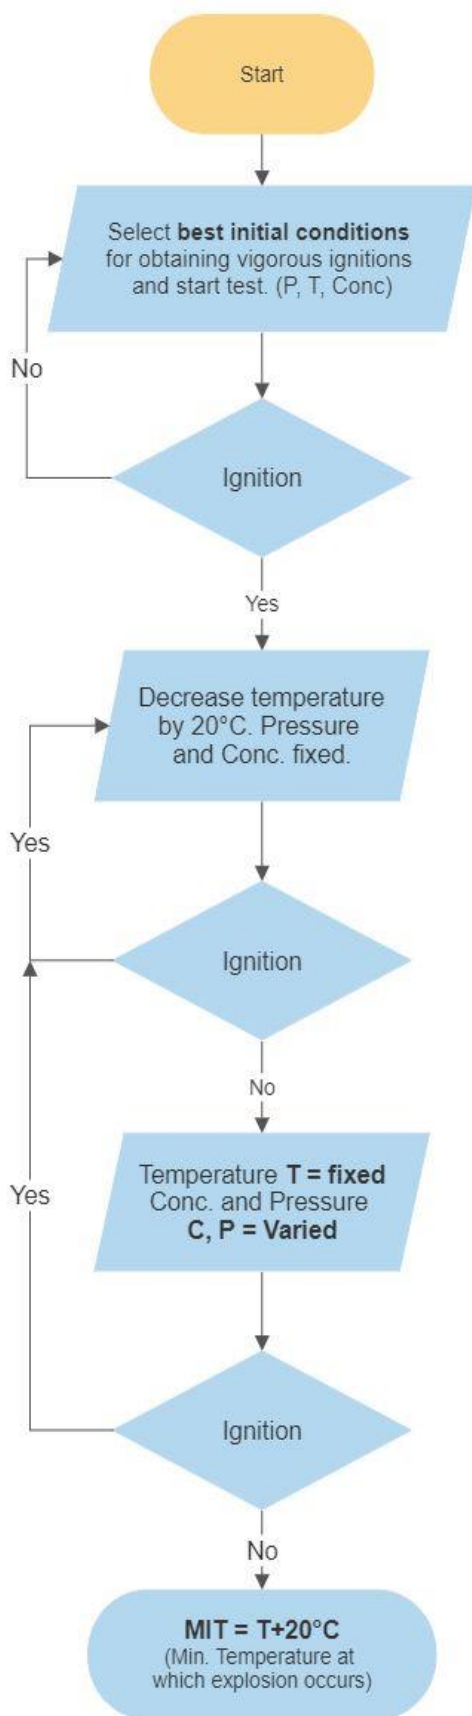 Start
Select best initial conditions
for obtaining vigorous ignitions
and start test. (P, T, Conc)
No
Ignition
Yes
Decrease temperature
by 20°C. Pressure
and Conc. fixed.
Yes
Ignition
No
Temperature T = fixed
Conc. and Pressure
C, P = Varied
Yes
Ignition
No
MIT = T+20°C
(Min. Temperature at
which explosion occurs)